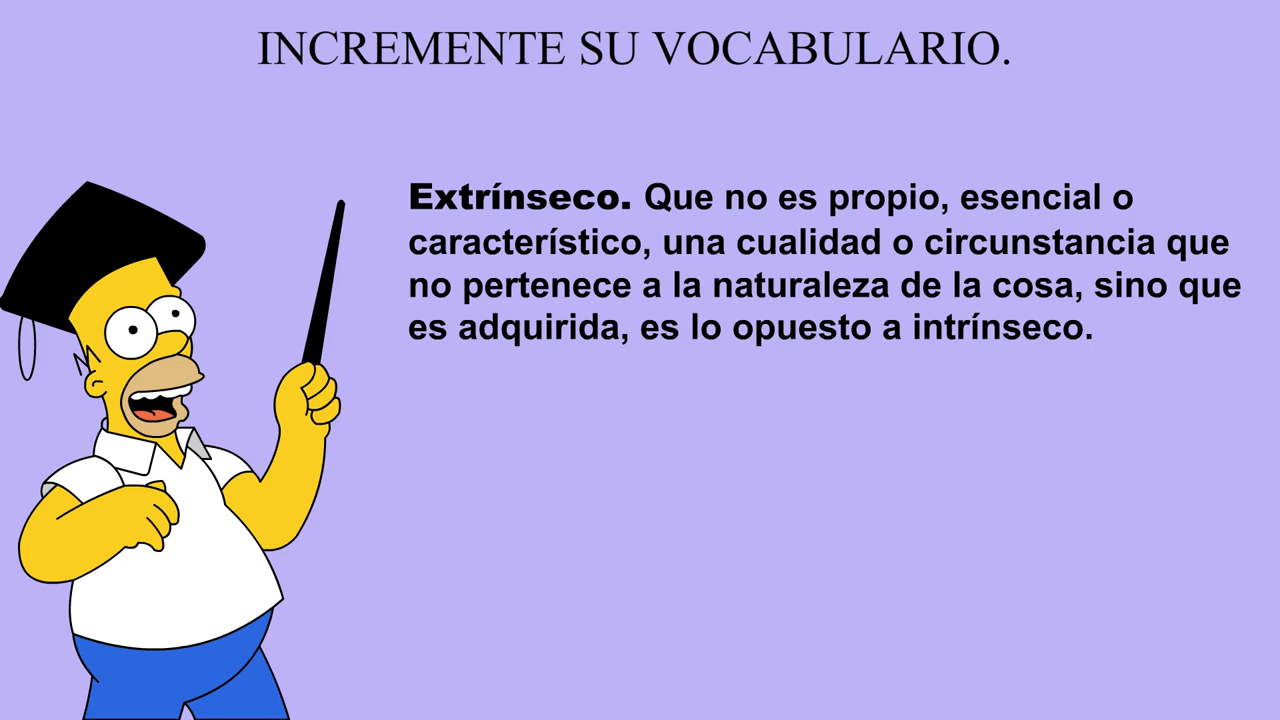 INCREMENTE SU VOCABULARIO.
Extrínseco. Que no es propio, esencial o
característico, una cualidad o circunstancia que
no pertenece a la naturaleza de la cosa, sino que
es adquirida, es lo opuesto a intrínseco.